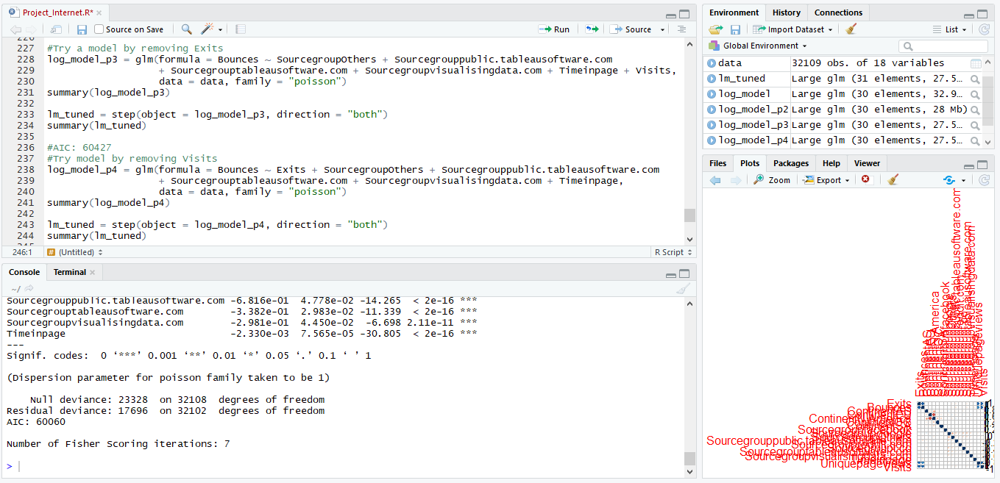 Project_Internet.R* ×
Source on Save
Run
Source
227 #Try a model by removing Exits
228 log_model_p3 = glm(formula = Bounces ~ SourcegroupOthers + Sourcegrouppublic.tableausoftware.com
229 + Sourcegrouptableausoftware.com + Sourcegroupvisualisingdata.com + Timeinpage + Visits,
230 data = data, family = "poisson")
231 summary(log_model_p3)
232
233 lm_tuned = step(object = log_model_p3, direction = "both")
234 summary(lm_tuned)
235
236 #AIC: 60427
237 #Try model by removing Visits
238 log_model_p4 = glm(formula = Bounces ~ Exits + SourcegroupOthers + Sourcegrouppublic.tableausoftware.com
239 + Sourcegrouptableausoftware.com + Sourcegroupvisualisingdata.com + Timeinpage,
240 data = data, family = "poisson")
241 summary(log_model_p4)
242
243 lm_tuned = step(object = log_model_p4, direction = "both")
244 summary(lm_tuned)
246:1 # (Untitled) R Script
Console Terminal ×
~/
Sourcegrouppublic.tableausoftware.com -6.816e-01 4.778e-02 -14.265 < 2e-16 ***
Sourcegrouptableausoftware.com -3.382e-01 2.983e-02 -11.339 < 2e-16 ***
Sourcegroupvisualisingdata.com -2.981e-01 4.450e-02 -6.698 2.11e-11 ***
Timeinpage -2.330e-03 7.565e-05 -30.805 < 2e-16 ***
---
Signif. codes: 0 ‘***’ 0.001 ‘**’ 0.01 ‘*’ 0.05 ‘.’ 0.1 ‘ ’ 1
(Dispersion parameter for poisson family taken to be 1)
Null deviance: 23328 on 32108 degrees of freedom
Residual deviance: 17696 on 32102 degrees of freedom
AIC: 60060
Number of Fisher Scoring iterations: 7
>
Environment History Connections
Import Dataset List
Global Environment
data 32109 obs. of 18 variables
lm_tuned Large glm (31 elements, 27.5…
log_model Large glm (30 elements, 32.9…
log_model_p2 Large glm (30 elements, 28 Mb)
log_model_p3 Large glm (30 elements, 27.5…
log_model_p4 Large glm (30 elements, 27.5…
Files Plots Packages Help Viewer
Zoom Export
Exits
Bounces
Sourcegrouppublic.tableausoftware.com
Sourcegrouptableausoftware.com
Sourcegroupvisualisingdata.com
Uniquepageviews
Visits